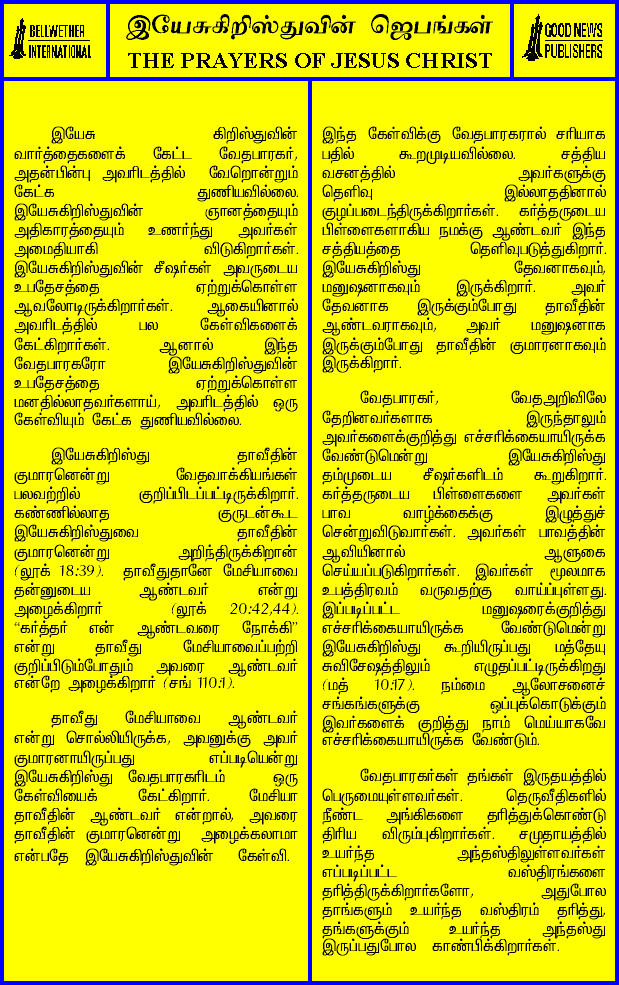 BELLWETHER
INTERNATIONAL
இயேசுகிறிஸ்துவின் ஜெபங்கள்
THE PRAYERS OF JESUS CHRIST
GOOD NEWS
PUBLISHERS
இயேசு கிறிஸ்துவின்
வார்த்தைகளைக் கேட்ட வேதபாரகர்,
அதன்பின்பு அவரிடத்தில் வேறொன்றும்
கேட்க துணியவில்லை.
இயேசுகிறிஸ்துவின் ஞானத்தையும்
அதிகாரத்தையும் உணர்ந்து அவர்கள்
அமைதியாகி விடுகிறார்கள்.
இயேசுகிறிஸ்துவின் சீஷர்கள் அவருடைய
உபதேசத்தை ஏற்றுக்கொள்ள
ஆவலோடிருக்கிறார்கள். ஆகையினால்
அவரிடத்தில் பல கேள்விகளைக்
கேட்கிறார்கள். ஆனால் இந்த
வேதபாரகரோ இயேசுகிறிஸ்துவின்
உபதேசத்தை ஏற்றுக்கொள்ள
மனதில்லாதவர்களாய், அவரிடத்தில் ஒரு
கேள்வியும் கேட்க துணியவில்லை.
இயேசுகிறிஸ்து தாவீதின்
குமாரனென்று வேதவாக்கியங்கள்
பலவற்றில் குறிப்பிடப்பட்டிருக்கிறார்.
கண்ணில்லாத குருடன்கூட
இயேசுகிறிஸ்துவை தாவீதின்
குமாரனென்று அறிந்திருக்கிறான்
(லூக் 18:39). தாவீதுதானே மேசியாவை
தன்னுடைய ஆண்டவர் என்று
அழைக்கிறார் (லூக் 20:42,44).
“கர்த்தர் என் ஆண்டவரை நோக்கி”
என்று தாவீது மேசியாவைப்பற்றி
குறிப்பிடும்போதும் அவரை ஆண்டவர்
என்றே அழைக்கிறார் (சங் 110:1).
தாவீது மேசியாவை ஆண்டவர்
என்று சொல்லியிருக்க, அவனுக்கு அவர்
குமாரனாயிருப்பது எப்படியென்று
இயேசுகிறிஸ்து வேதபாரகரிடம் ஒரு
கேள்வியைக் கேட்கிறார். மேசியா
தாவீதின் ஆண்டவர் என்றால், அவரை
தாவீதின் குமாரனென்று அழைக்கலாமா
என்பதே இயேசுகிறிஸ்துவின் கேள்வி.
இந்த கேள்விக்கு வேதபாரகரால் சரியாக
பதில் கூறமுடியவில்லை. சத்திய
வசனத்தில் அவர்களுக்கு
தெளிவு இல்லாததினால்
குழப்படைந்திருக்கிறார்கள். கர்த்தருடைய
பிள்ளைகளாகிய நமக்கு ஆண்டவர் இந்த
சத்தியத்தை தெளிவுபடுத்துகிறார்.
இயேசுகிறிஸ்து தேவனாகவும்,
மனுஷனாகவும் இருக்கிறார். அவர்
தேவனாக இருக்கும்போது தாவீதின்
ஆண்டவராகவும், அவர் மனுஷனாக
இருக்கும்போது தாவீதின் குமாரனாகவும்
இருக்கிறார்.
வேதபாரகர், வேதஅறிவிலே
தேறினவர்களாக இருந்தாலும்
அவர்களைக்குறித்து எச்சரிக்கையாயிருக்க
வேண்டுமென்று இயேசுகிறிஸ்து
தம்முடைய சீஷர்களிடம் கூறுகிறார்.
கர்த்தருடைய பிள்ளைகளை அவர்கள்
பாவ வாழ்க்கைக்கு இழுத்துச்
சென்றுவிடுவார்கள். அவர்கள் பாவத்தின்
ஆவியினால் ஆளுகை
செய்யப்படுகிறார்கள். இவர்கள் மூலமாக
உபத்திரவம் வருவதற்கு வாய்ப்புள்ளது.
இப்படிப்பட்ட மனுஷரைக்குறித்து
எச்சரிக்கையாயிருக்க வேண்டுமென்று
இயேசுகிறிஸ்து கூறியிருப்பது மத்தேயு
சுவிசேஷத்திலும் எழுதப்பட்டிருக்கிறது
(மத் 10:17). நம்மை ஆலோசனைச்
சங்கங்களுக்கு ஒப்புக்கொடுக்கும்
இவர்களைக் குறித்து நாம் மெய்யாகவே
எச்சரிக்கையாயிருக்க வேண்டும்.
வேதபாரகர்கள் தங்கள் இருதயத்தில்
பெருமையுள்ளவர்கள். தெருவீதிகளில்
நீண்ட அங்கிகளை தரித்துக்கொண்டு
திரிய விரும்புகிறார்கள். சமுதாயத்தில்
உயர்ந்த அந்தஸ்திலுள்ளவர்கள்
எப்படிப்பட்ட வஸ்திரங்களை
தரித்திருக்கிறார்களோ, அதுபோல
தாங்களும் உயர்ந்த வஸ்திரம் தரித்து,
தங்களுக்கும் உயர்ந்த அந்தஸ்து
இருப்பதுபோல காண்பிக்கிறார்கள்.